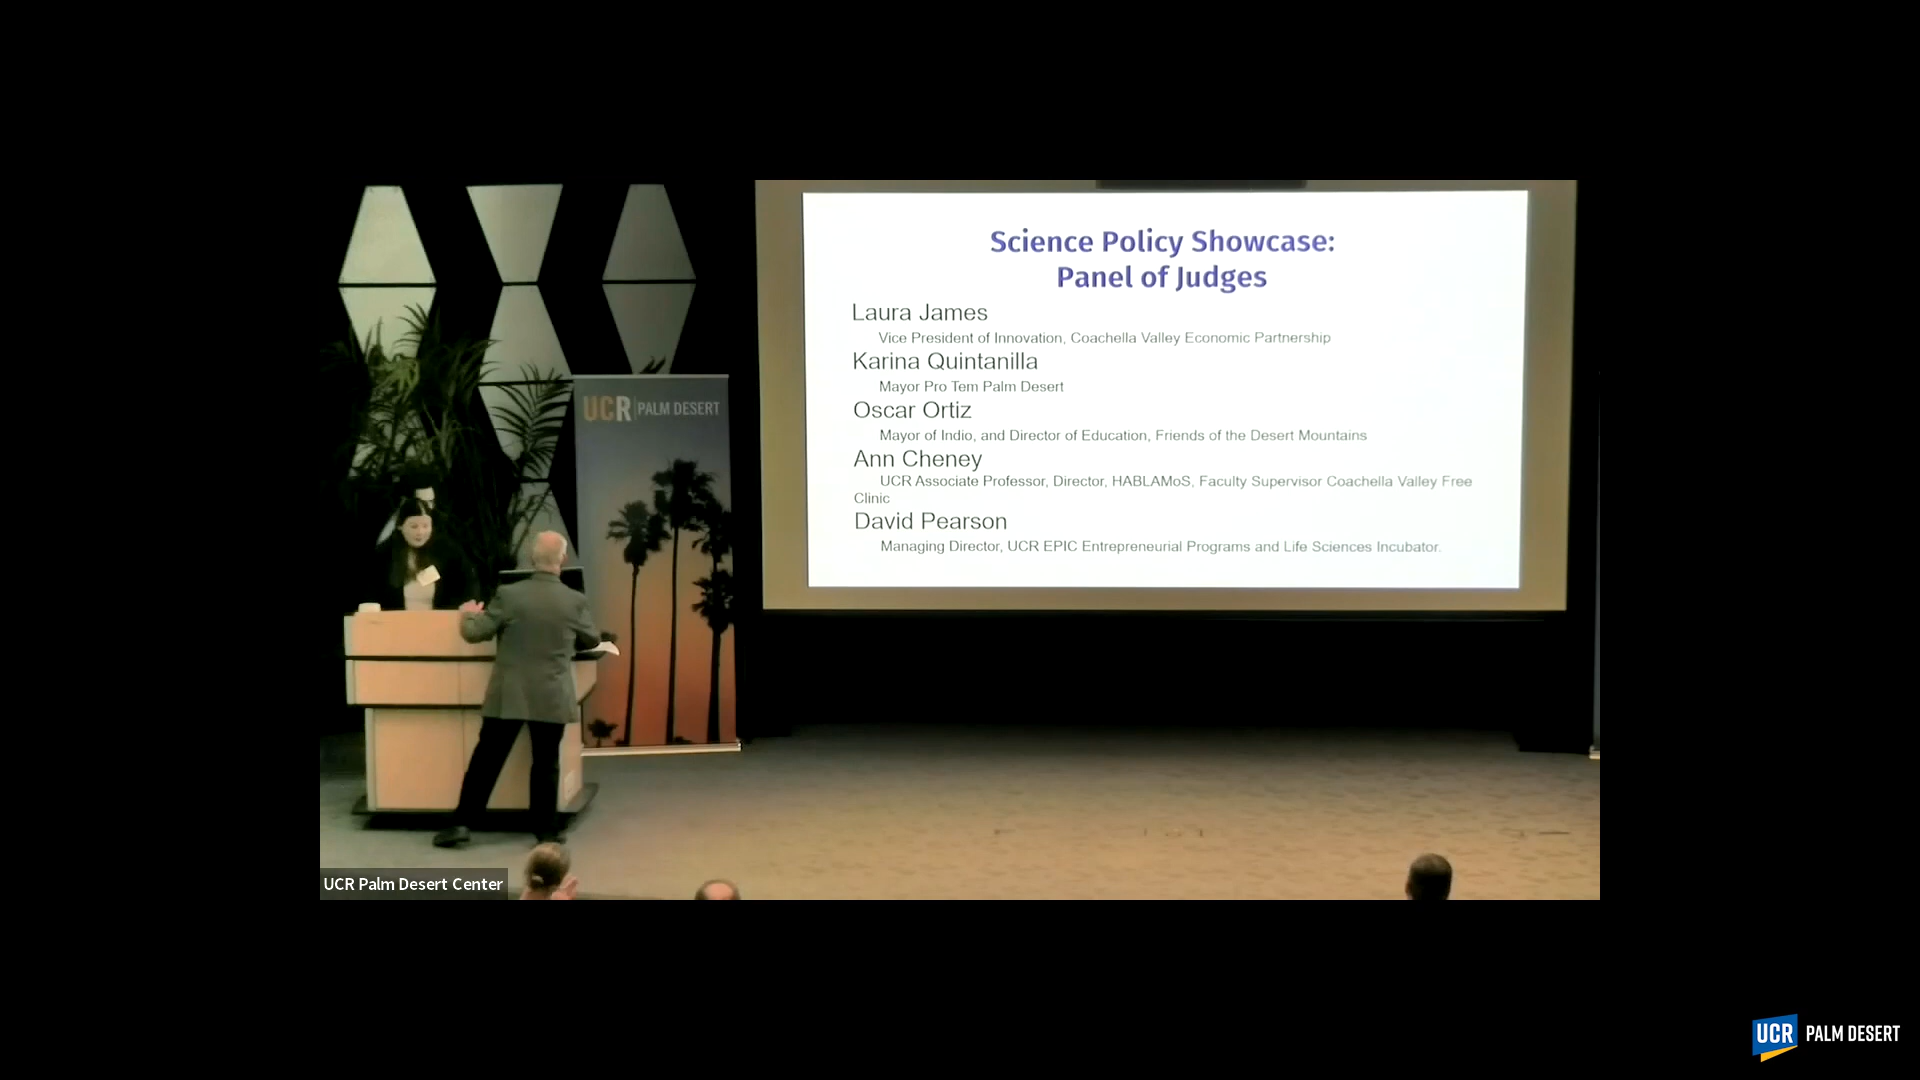 Science Policy Showcase:
Panel of Judges
Laura James
Vice President of Innovation, Coachella Valley Economic Partnership
Karina Quintanilla
Mayor Pro Tem Palm Desert
Oscar Ortiz
Mayor of Indio, and Director of Education, Friends of the Desert Mountains
Ann Cheney
UCR Associate Professor, Director, HABLAMoS, Faculty Supervisor Coachella Valley Free
Clinic
David Pearson
Managing Director, UCR EPIC Entrepreneurial Programs and Life Sciences Incubator.
UCR PALM DESERT
UCR Palm Desert Center
UCR PALM DESERT